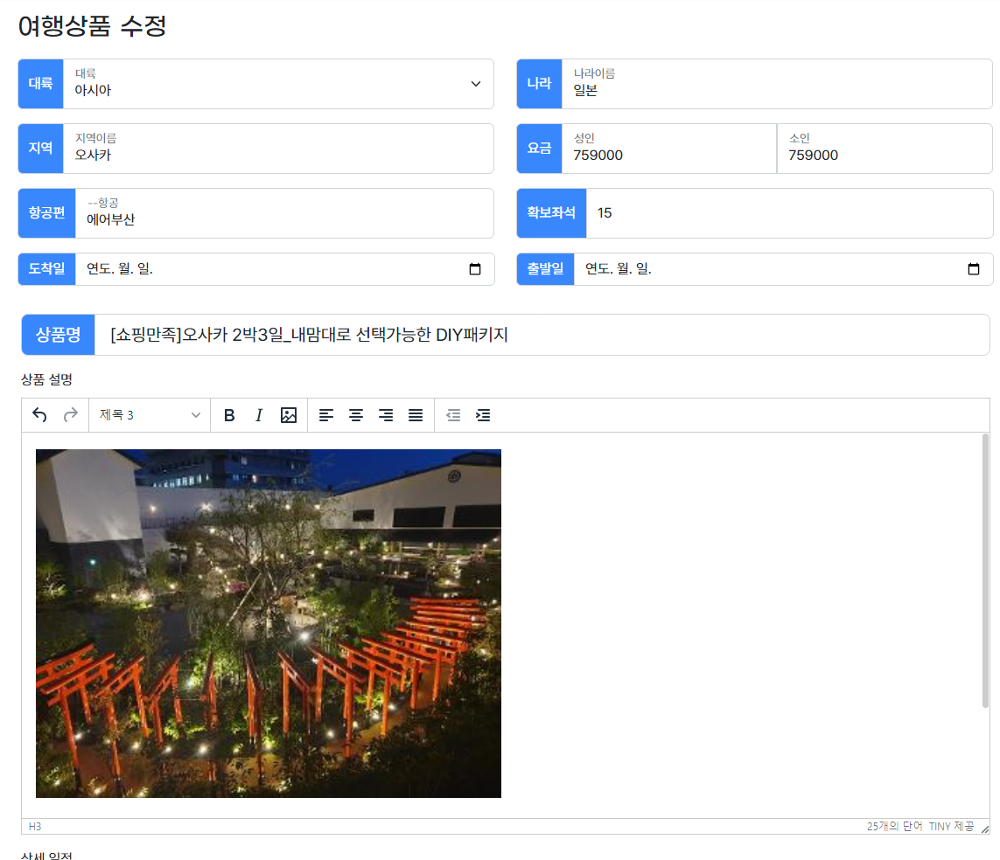 여행상품 수정
대륙 대륙 아시아
나라 나라이름 일본
지역 지역이름 오사카
요금 성인 759000 소인 759000
항공편 --항공 에어부산
확보좌석 15
도착일 연도. 월. 일.
출발일 연도. 월. 일.
상품명 [쇼핑만족]오사카 2박3일_내맘대로 선택가능한 DIY패키지
상품 설명
제목 3 B I
H3 25개의 단어 TINY 제공
상세 일정